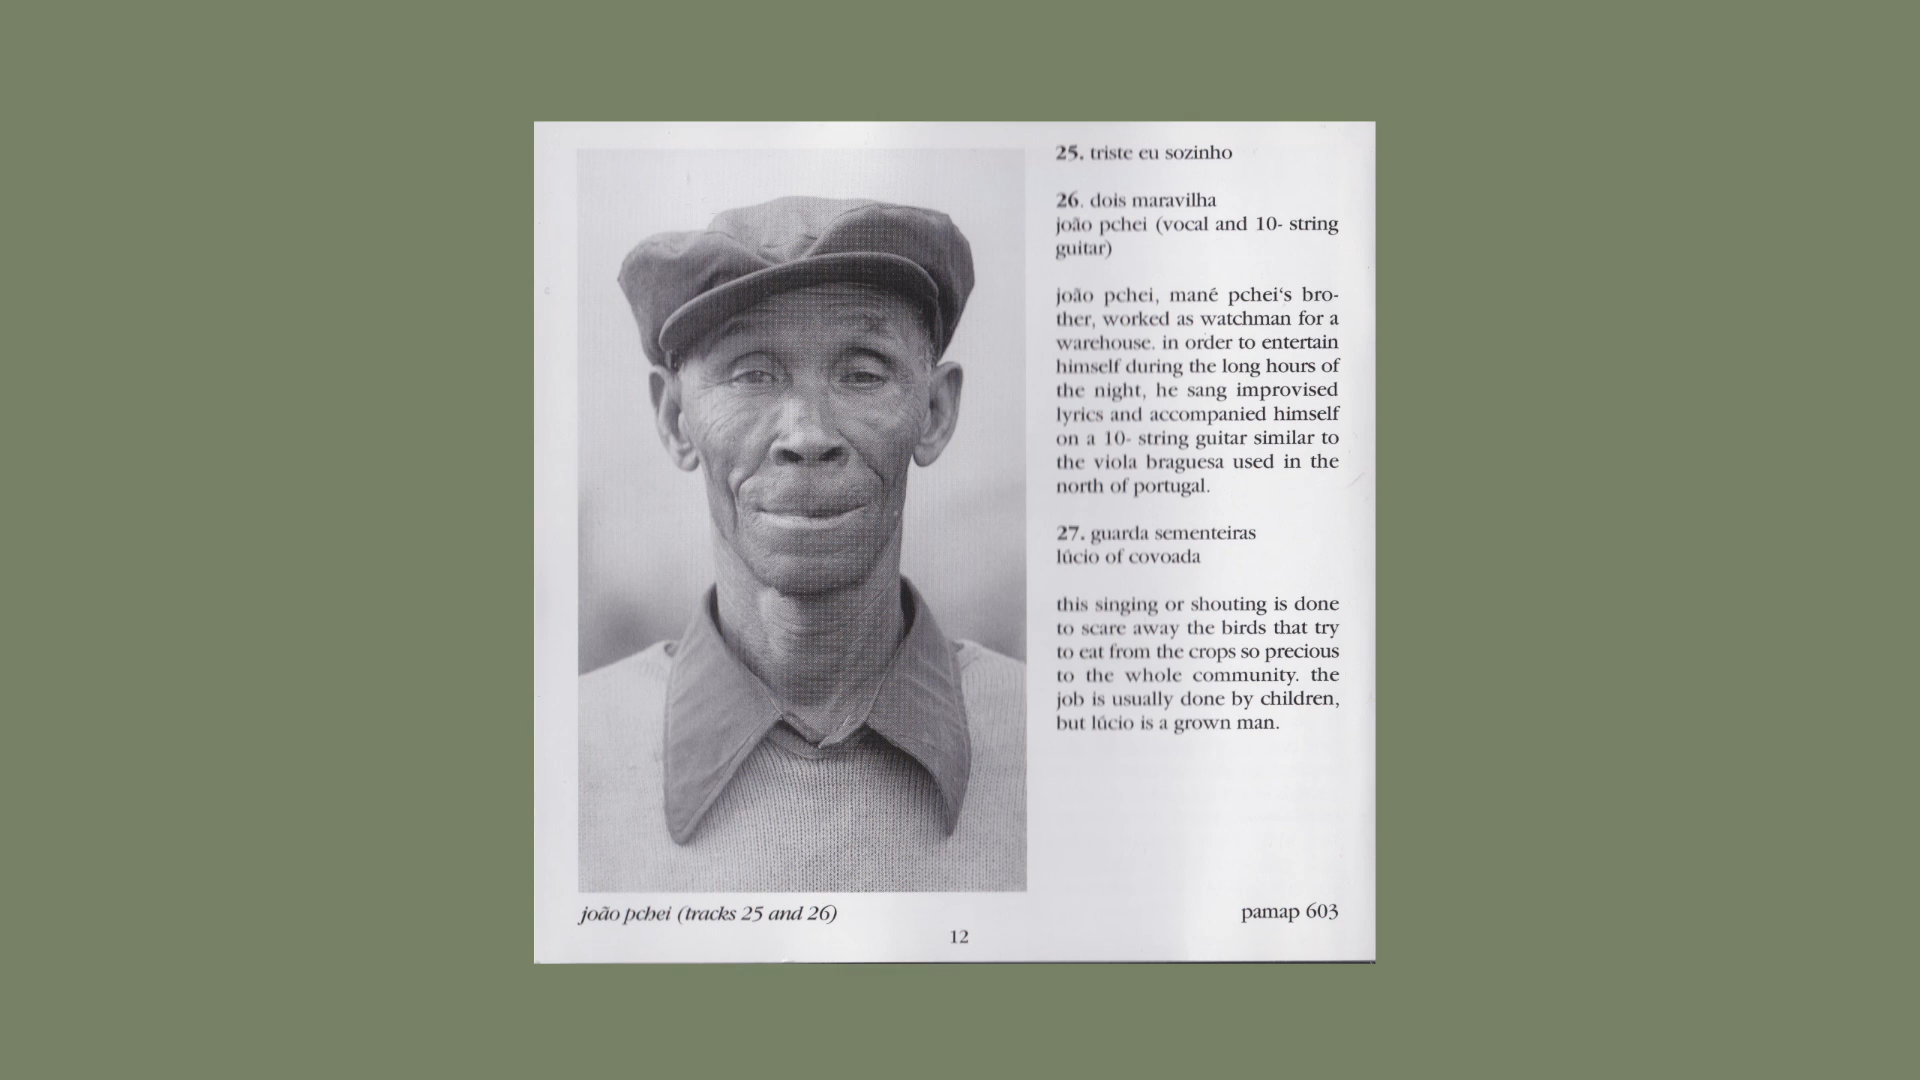 25. triste eu sozinho
26. dois maravilha
joão pchei (vocal and 10- string
guitar)
joão pchei, mané pchei‘s bro-
ther, worked as watchman for a
warehouse. in order to entertain
himself during the long hours of
the night, he sang improvised
lyrics and accompanied himself
on a 10- string guitar similar to
the viola braguesa used in the
north of portugal.
27. guarda sementeiras
lúcio of covoada
this singing or shouting is done
to scare away the birds that try
to eat from the crops so precious
to the whole community. the
job is usually done by children,
but lúcio is a grown man.
joão pchei (tracks 25 and 26)
pamap 603
12